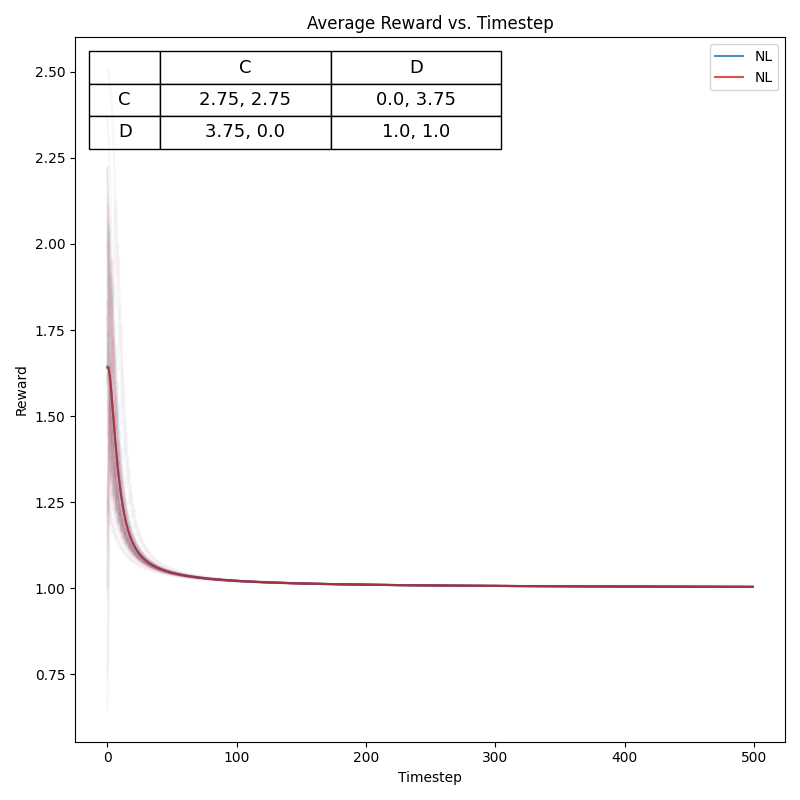 Average Reward vs. Timestep
C D
C 2.75, 2.75 0.0, 3.75
D 3.75, 0.0 1.0, 1.0
NL
NL
2.50
2.25
2.00
1.75
1.50
1.25
1.00
0.75
Reward
0 100 200 300 400 500
Timestep